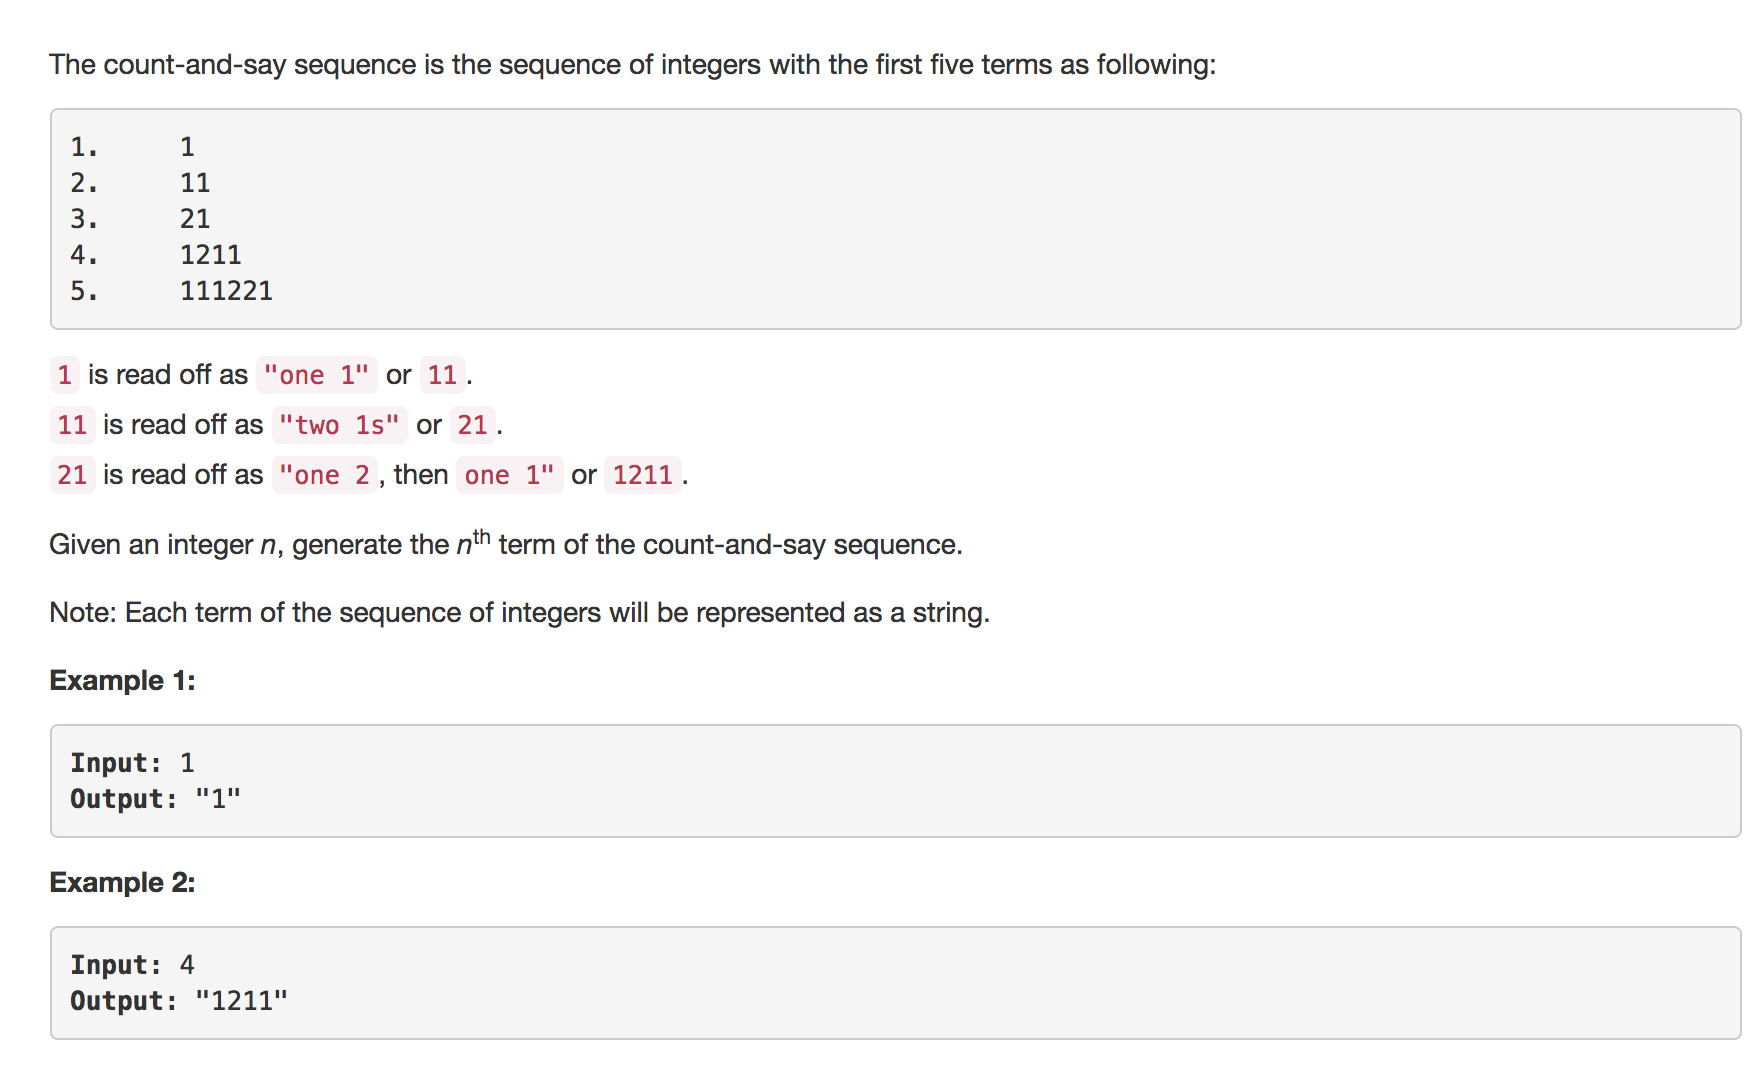 The count-and-say sequence is the sequence of integers with the first five terms as following:
1.     1
2.     11
3.     21
4.     1211
5.     111221
1 is read off as "one 1" or 11.
11 is read off as "two 1s" or 21.
21 is read off as "one 2, then one 1" or 1211.
Given an integer n, generate the nth term of the count-and-say sequence.
Note: Each term of the sequence of integers will be represented as a string.
Example 1:
Input: 1
Output: "1"
Example 2:
Input: 4
Output: "1211"